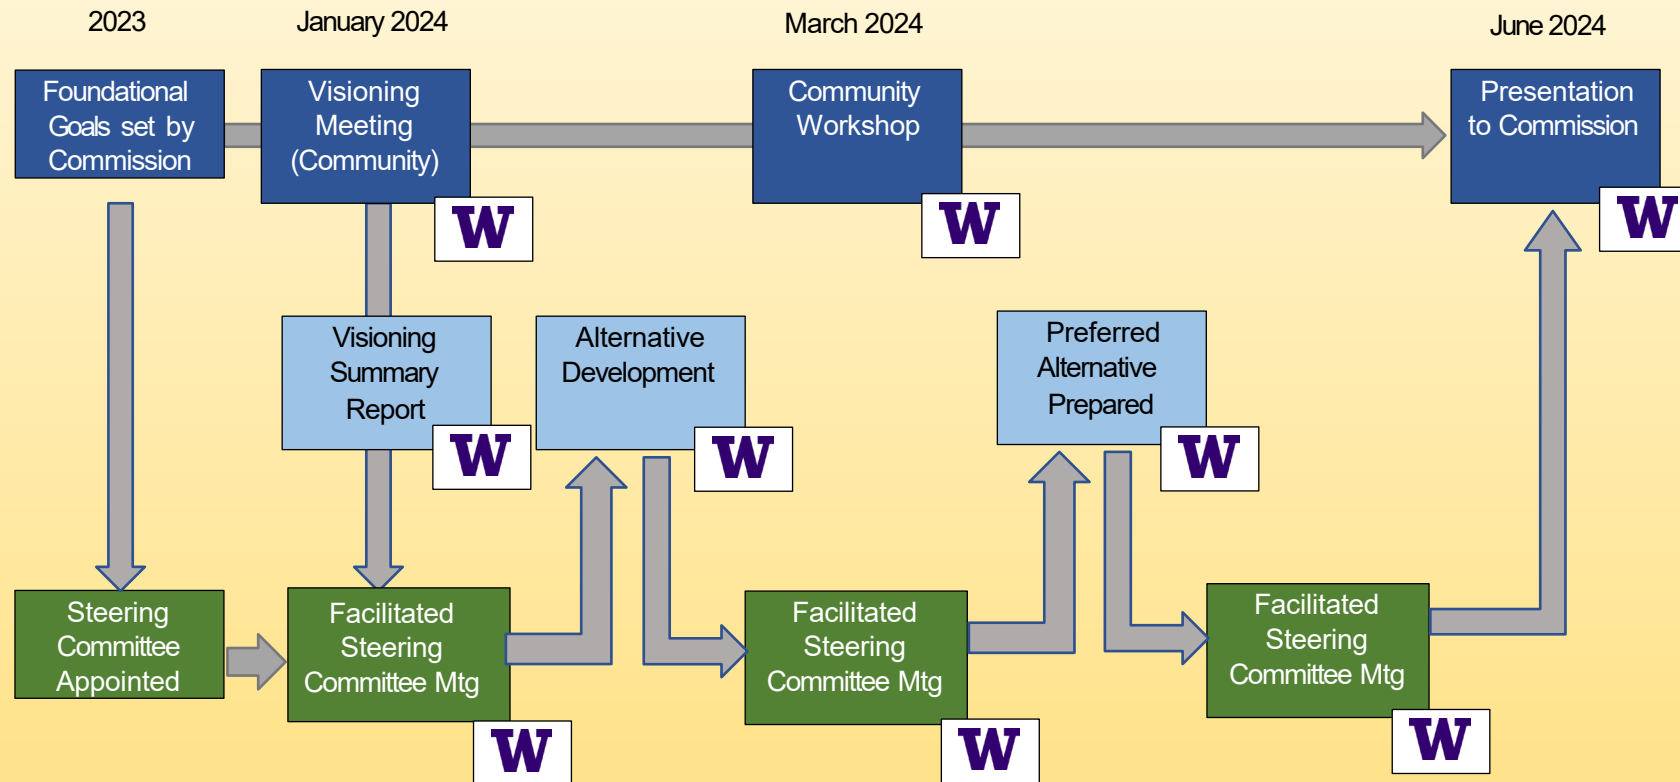 2023
January 2024
March 2024
June 2024
Foundational
Goals set by
Commission
Visioning
Meeting
(Community)
Community
Workshop
Presentation
to Commission
W
W
W
Visioning
Summary
Report
Alternative
Development
Preferred
Alternative
Prepared
W
W
W
Steering
Committee
Appointed
Facilitated
Steering
Committee Mtg
Facilitated
Steering
Committee Mtg
Facilitated
Steering
Committee Mtg
W
W
W